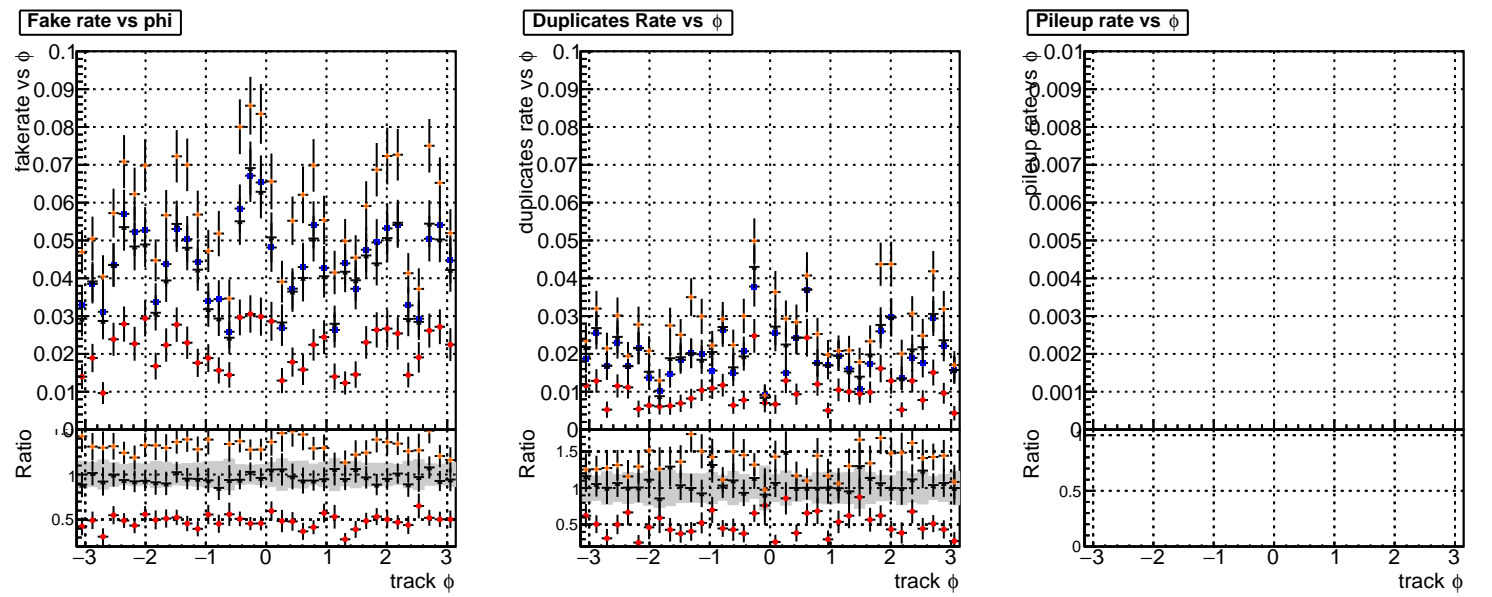 Fake rate vs phi
fakerate vs ϕ
0.1
0.09
0.08
0.07
0.06
0.05
0.04
0.03
0.02
0.01
0
Ratio
1
0.5
−3 −2 −1 0 1 2 3
track ϕ
Duplicates Rate vs ϕ
duplicates rate vs ϕ
0.1
0.09
0.08
0.07
0.06
0.05
0.04
0.03
0.02
0.01
0
Ratio
1.5
1
0.5
−3 −2 −1 0 1 2 3
track ϕ
Pileup rate vs ϕ
pileup rate vs ϕ
0.01
0.009
0.008
0.007
0.006
0.005
0.004
0.003
0.002
0.001
0
Ratio
0.5
0
−3 −2 −1 0 1 2 3
track ϕ